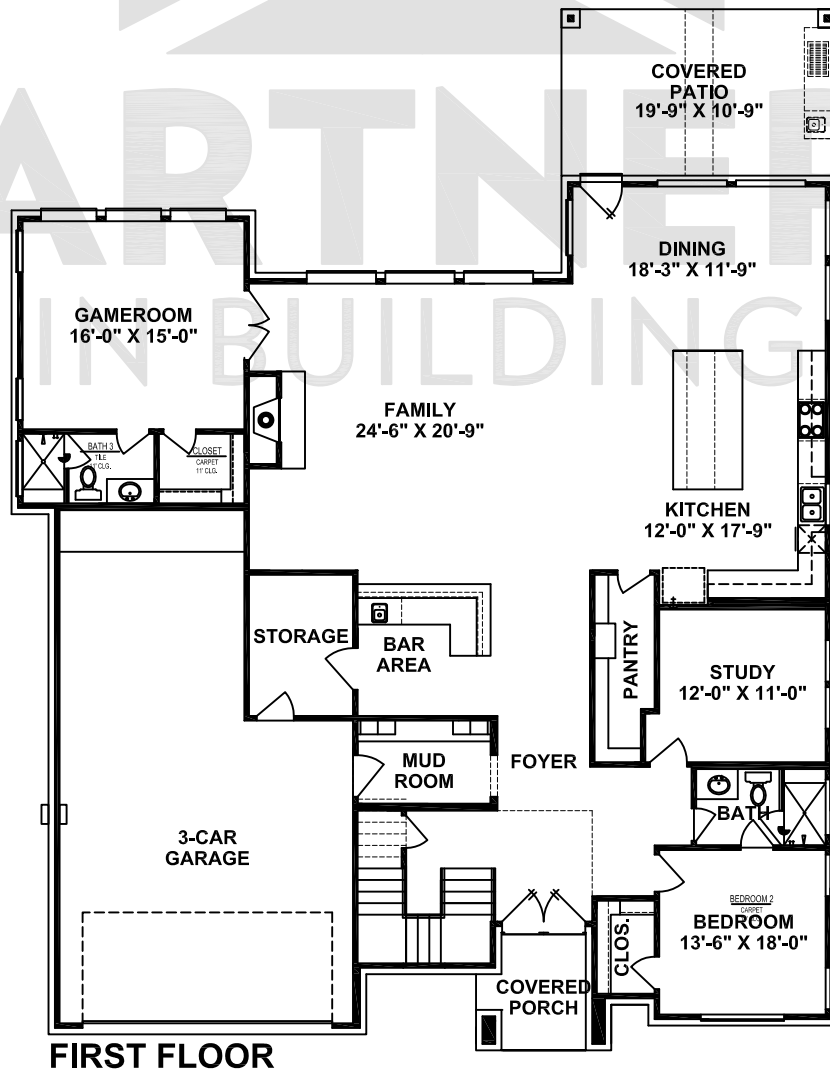 COVERED
PATIO
19'-9" X 10'-9"
ARTNE
IN BUILDING
DINING
18'-3" X 11'-9"
GAMEROOM
16'-0" X 15'-0"
FAMILY
24'-6" X 20'-9"
BATH 3
TILE
11' CLG.
CLOSET
CARPET
11' CLG.
KITCHEN
12'-0" X 17'-9"
STORAGE
BAR
AREA
PANTRY
STUDY
12'-0" X 11'-0"
MUD
ROOM
FOYER
BATH
3-CAR
GARAGE
BEDROOM 2
CARPET
BEDROOM
13'-6" X 18'-0"
CLOS.
COVERED
PORCH
FIRST FLOOR